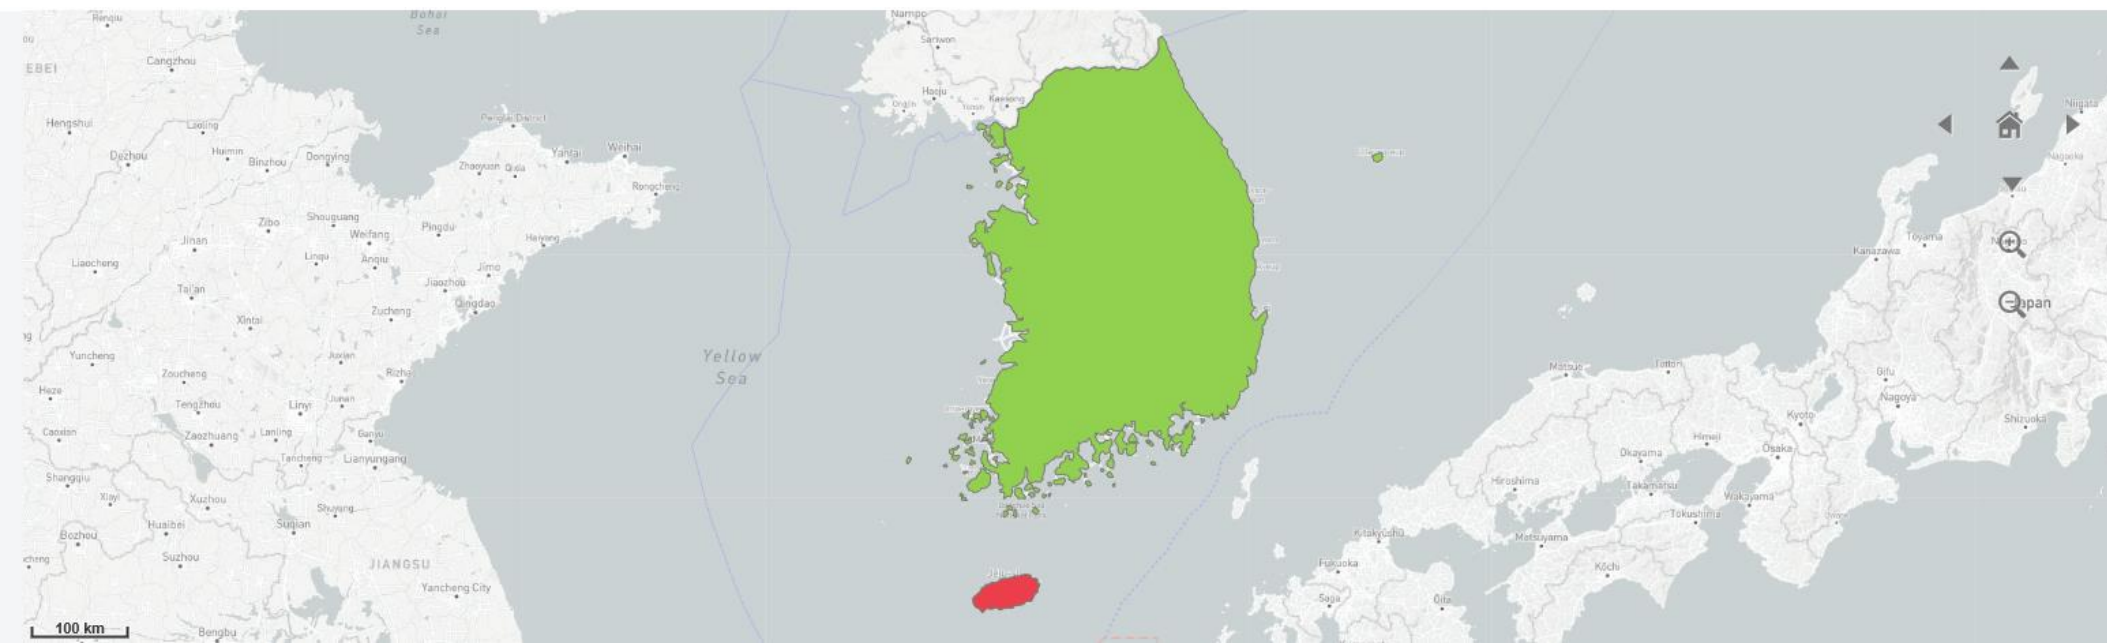 Renqiu
Bohai
Sea
Nampo
Sariwon
Cangzhou
EBEI
Haeju
Kaesong
Niigata
Hengshui
Laoling
Penglai District
Dezhou
Huimin
Binzhou
Dongying
Yantai
Weihai
Zhaoyuan
Qixia
Rongcheng
Nagaoka
Zibo
Shouguang
Weifang
Pingdu
Haiyang
Jinan
Toyama
Kanazawa
Linqu
Anqiu
Liaocheng
Jimo
Jiaozhou
Tai'an
Qingdao
Japan
Zucheng
Xintai
Yuncheng
Juxian
Yellow
Sea
Rizhao
Zoucheng
Matsue
Tottori
Gifu
Heze
Tengzhou
Linyi
Junan
Nagoya
Kyoto
Shizuoka
Caoxian
Zaozhuang
Lanling
Ganyu
Himeji
Osaka
Tancheng
Lianyungang
Okayama
Shangqiu
Hiroshima
Takamatsu
Wakayama
Xiayi
Xuzhou
Shuyang
Tokushima
Huaibei
Suqian
Bozhou
Kitakyūshū
Matsuyama
Suzhou
JIANGSU
Fukuoka
Kōchi
Yancheng City
Saga
Oita
100 km
Bengbu